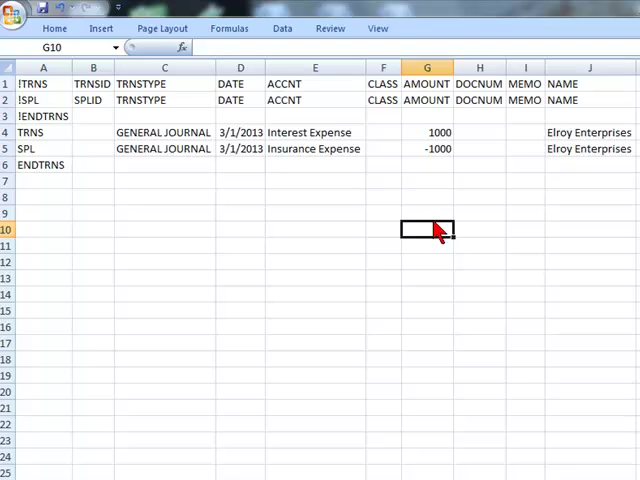 Home Insert Page Layout Formulas Data Review View
G10 fx
A B C D E F G H I J
1 !TRNS TRNSID TRNSTYPE DATE ACCNT CLASS AMOUNT DOCNUM MEMO NAME
2 !SPL SPLID TRNSTYPE DATE ACCNT CLASS AMOUNT DOCNUM MEMO NAME
3 !ENDTRNS
4 TRNS GENERAL JOURNAL 3/1/2013 Interest Expense 1000 Elroy Enterprises
5 SPL GENERAL JOURNAL 3/1/2013 Insurance Expense -1000 Elroy Enterprises
6 ENDTRNS
7
8
9
10
11
12
13
14
15
16
17
18
19
20
21
22
23
24
25